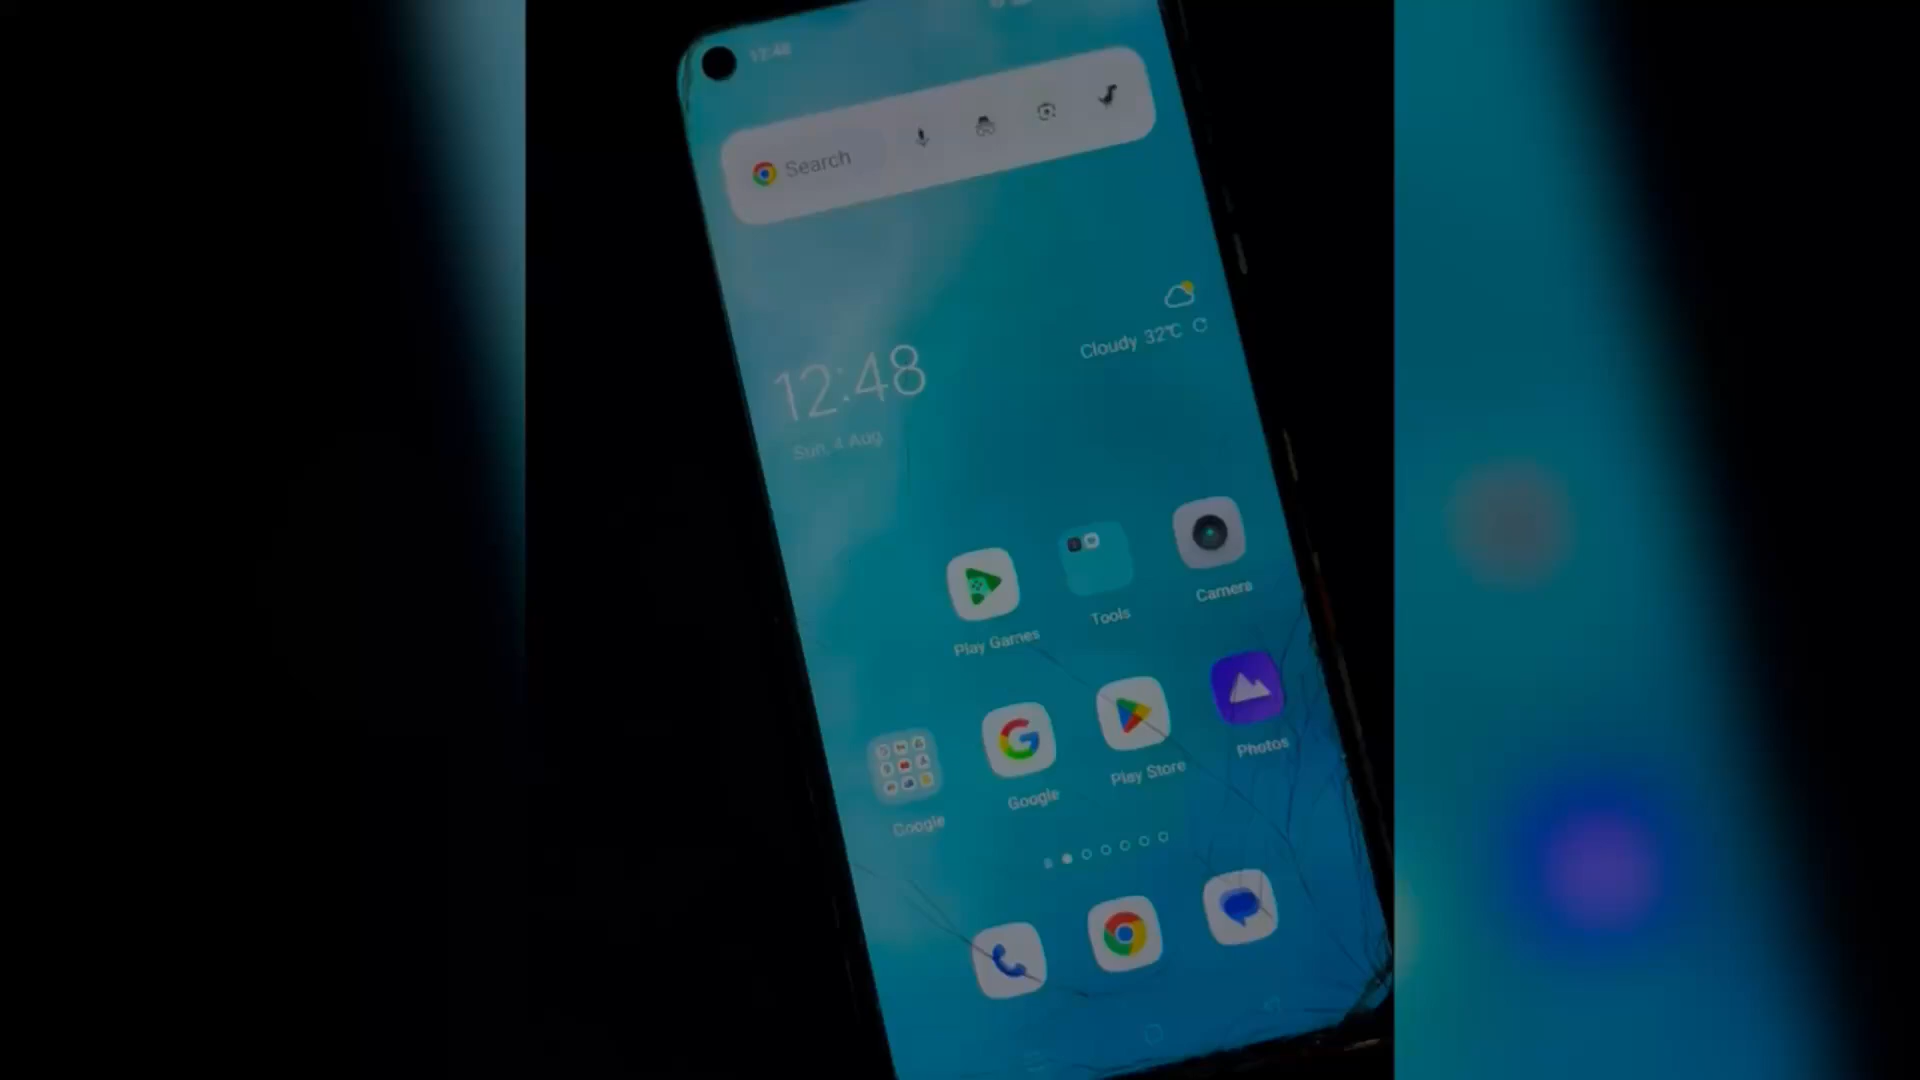 12:48
Search
Cloudy 32℃
12:48
Sun, 4 Aug
Play Games
Tools
Camera
Google
Google
Play Store
Photos